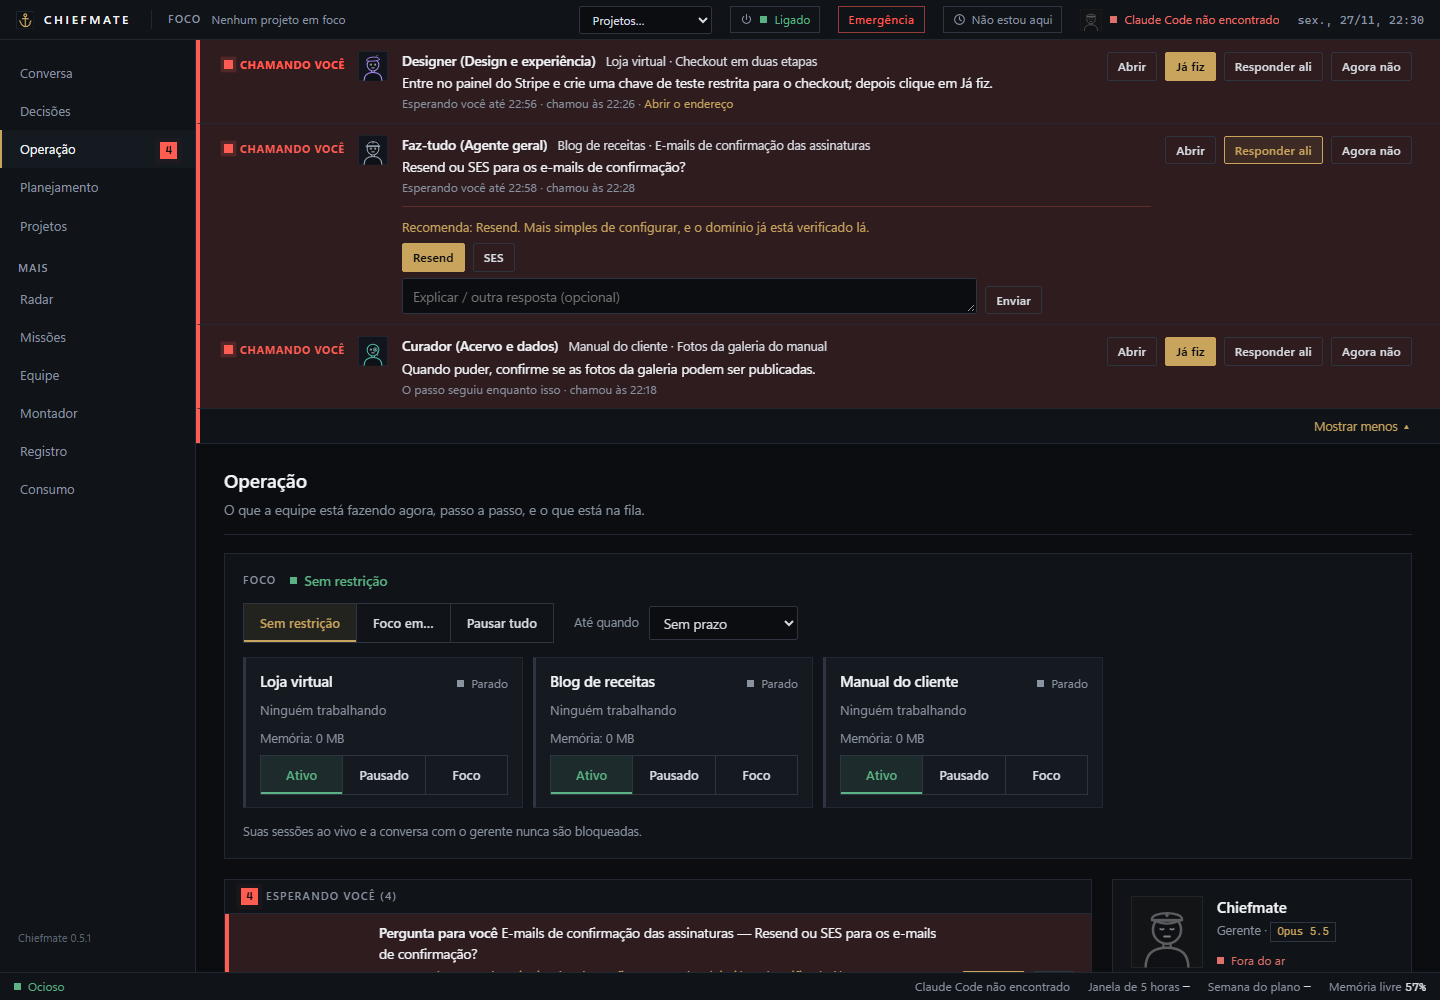 CHIEFMATE
FOCO Nenhum projeto em foco
Projetos...
Ligado
Emergência
Não estou aqui
Claude Code não encontrado
sex., 27/11, 22:30
Conversa
Decisões
Operação 4
Planejamento
Projetos
MAIS
Radar
Missões
Equipe
Montador
Registro
Consumo
Chiefmate 0.5.1
CHAMANDO VOCÊ
Designer (Design e experiência) Loja virtual · Checkout em duas etapas
Entre no painel do Stripe e crie uma chave de teste restrita para o checkout; depois clique em Já fiz.
Esperando você até 22:56 · chamou às 22:26 · Abrir o endereço
Abrir Já fiz Responder ali Agora não
CHAMANDO VOCÊ
Faz-tudo (Agente geral) Blog de receitas · E-mails de confirmação das assinaturas
Resend ou SES para os e-mails de confirmação?
Esperando você até 22:58 · chamou às 22:28
Abrir Responder ali Agora não
Recomenda: Resend. Mais simples de configurar, e o domínio já está verificado lá.
Resend SES
Explicar / outra resposta (opcional)
Enviar
CHAMANDO VOCÊ
Curador (Acervo e dados) Manual do cliente · Fotos da galeria do manual
Quando puder, confirme se as fotos da galeria podem ser publicadas.
O passo seguiu enquanto isso · chamou às 22:18
Abrir Já fiz Responder ali Agora não
Mostrar menos
Operação
O que a equipe está fazendo agora, passo a passo, e o que está na fila.
FOCO Sem restrição
Sem restrição Foco em... Pausar tudo Até quando Sem prazo
Loja virtual Parado
Ninguém trabalhando
Memória: 0 MB
Ativo Pausado Foco
Blog de receitas Parado
Ninguém trabalhando
Memória: 0 MB
Ativo Pausado Foco
Manual do cliente Parado
Ninguém trabalhando
Memória: 0 MB
Ativo Pausado Foco
Suas sessões ao vivo e a conversa com o gerente nunca são bloqueadas.
4 ESPERANDO VOCÊ (4)
Pergunta para você E-mails de confirmação das assinaturas — Resend ou SES para os e-mails
de confirmação?
Chiefmate
Gerente · Opus 5.5
Fora do ar
Ocioso
Claude Code não encontrado
Janela de 5 horas —
Semana do plano —
Memória livre 57%